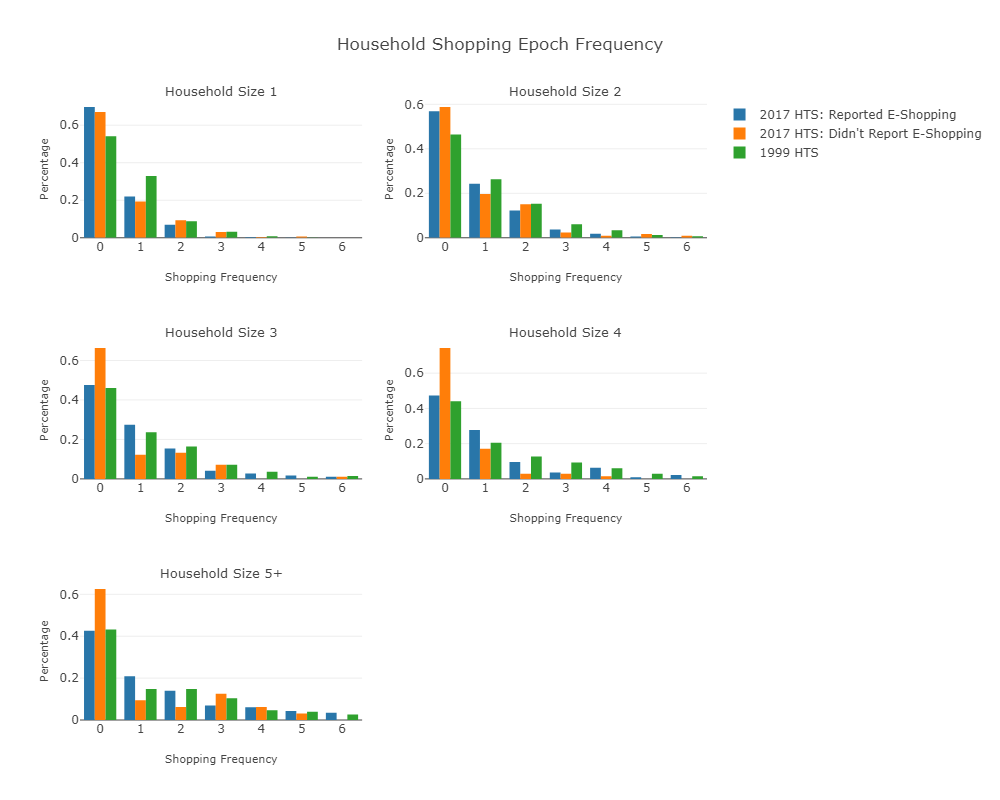 Household Shopping Epoch Frequency
2017 HTS: Reported E-Shopping
2017 HTS: Didn't Report E-Shopping
1999 HTS
Household Size 1
Percentage
0.6
0.4
0.2
0
0 1 2 3 4 5 6
Shopping Frequency
Household Size 2
Percentage
0.6
0.4
0.2
0
0 1 2 3 4 5 6
Shopping Frequency
Household Size 3
Percentage
0.6
0.4
0.2
0
0 1 2 3 4 5 6
Shopping Frequency
Household Size 4
Percentage
0.6
0.4
0.2
0
0 1 2 3 4 5 6
Shopping Frequency
Household Size 5+
Percentage
0.6
0.4
0.2
0
0 1 2 3 4 5 6
Shopping Frequency